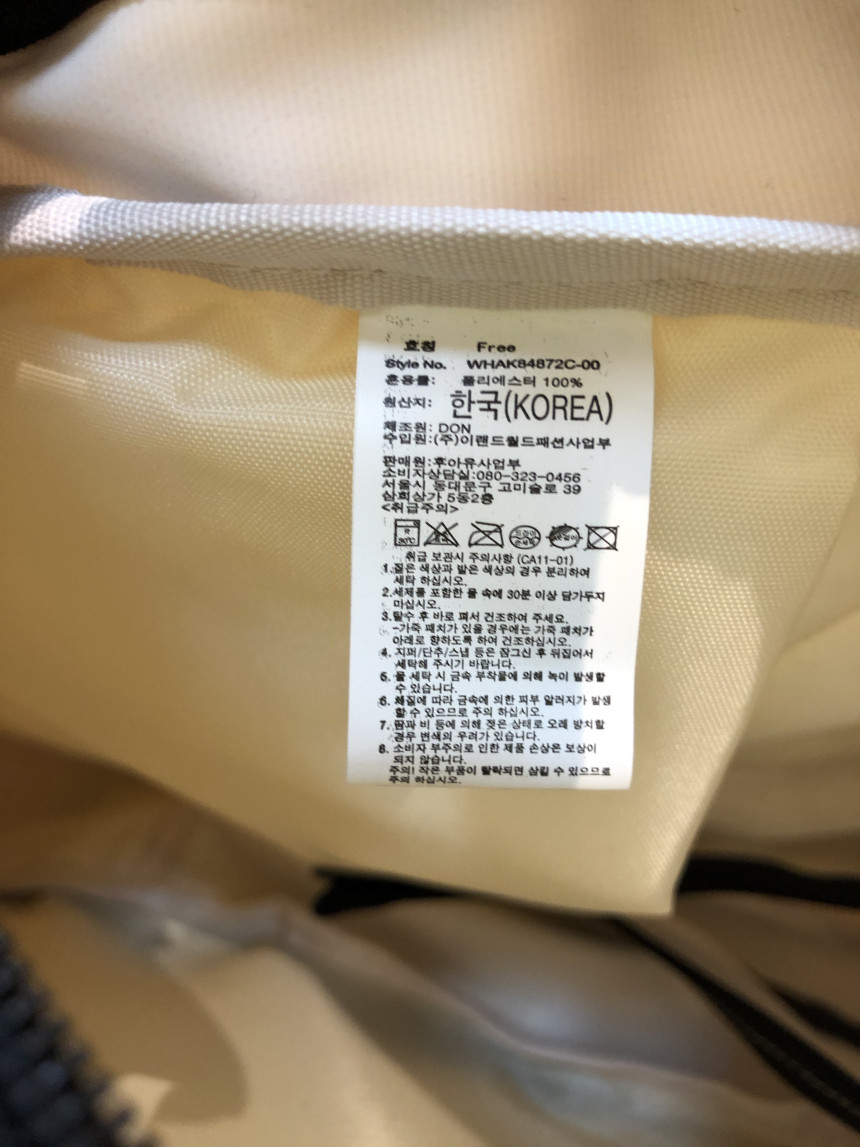 호칭 Free
Style No. WHAK84872C-00
혼용률: 폴리에스터 100%
원산지: 한국(KOREA)
제조원: DON
수입원:(주)이랜드월드패션사업부
판매원:후아유사업부
소비자상담실:080-323-0456
서울시 동대문구 고미술로 39
삼희상가 5동2층
<취급주의>
30℃
취급 보관시 주의사항 (CA11-01)
1.짙은 색상과 밝은 색상의 경우 분리하여
세탁 하십시오.
2.세제를 포함한 물 속에 30분 이상 담가두지
마십시오.
3.탈수 후 바로 펴서 건조하여 주세요.
-가죽 패치가 있을 경우에는 가죽 패치가
아래로 향하도록 하여 건조하십시오.
4. 지퍼/단추/스냅 등은 잠그신 후 뒤집어서
세탁해 주시기 바랍니다.
5. 물 세탁 시 금속 부착물에 의해 녹이 발생할
수 있습니다.
6. 체질에 따라 금속에 의한 피부 알러지가 발생
할 수 있으므로 주의 하십시오.
7. 땀과 비 등에 의해 젖은 상태로 오래 방치할
경우 변색의 우려가 있습니다.
8. 소비자 부주의로 인한 제품 손상은 보상이
되지 않습니다.
주의! 작은 부품이 탈락되면 삼킬 수 있으므로
주의 하십시오.